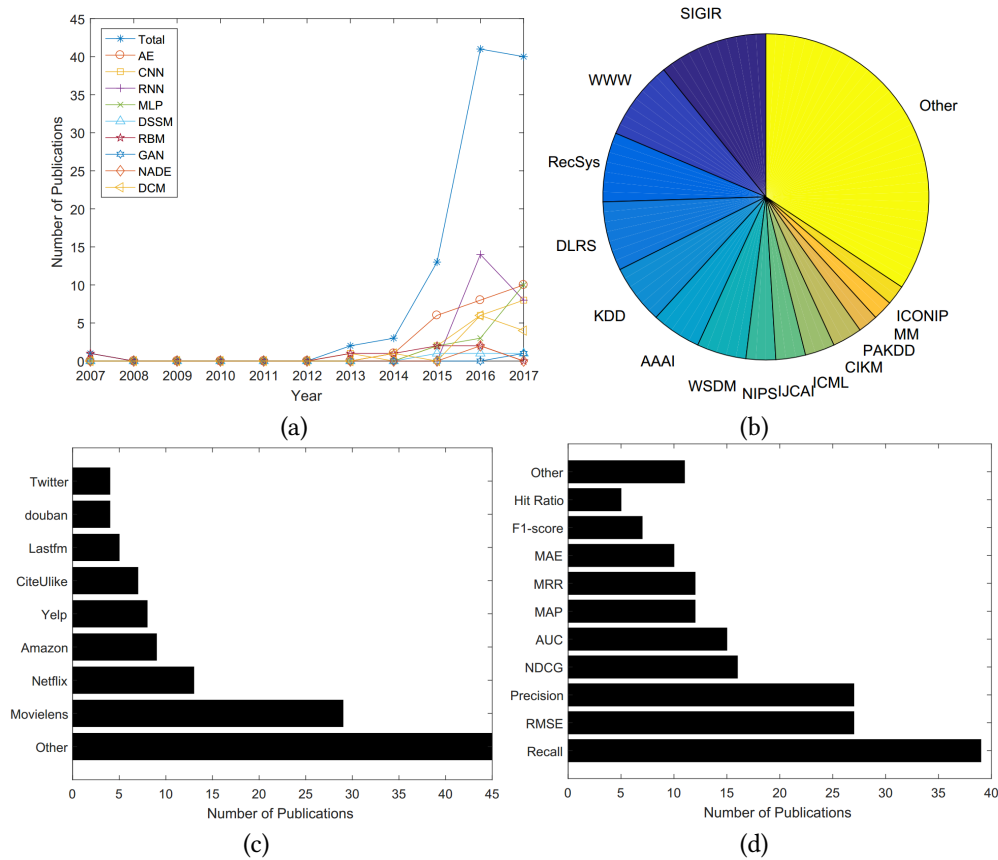 45
40
35
30
25
20
15
10
5
0
Number of Publications
Total
AE
CNN
RNN
MLP
DSSM
RBM
GAN
NADE
DCM
2007 2008 2009 2010 2011 2012 2013 2014 2015 2016 2017
Year
(a)
SIGIR
WWW
RecSys
DLRS
KDD
AAAI
WSDM
NIPS
IJCAI
ICML
CIKM
PAKDD
MM
ICONIP
Other
(b)
Twitter
douban
Lastfm
CiteUlike
Yelp
Amazon
Netflix
Movielens
Other
0 5 10 15 20 25 30 35 40 45
Number of Publications
(c)
Other
Hit Ratio
F1-score
MAE
MRR
MAP
AUC
NDCG
Precision
RMSE
Recall
0 5 10 15 20 25 30 35 40
Number of Publications
(d)